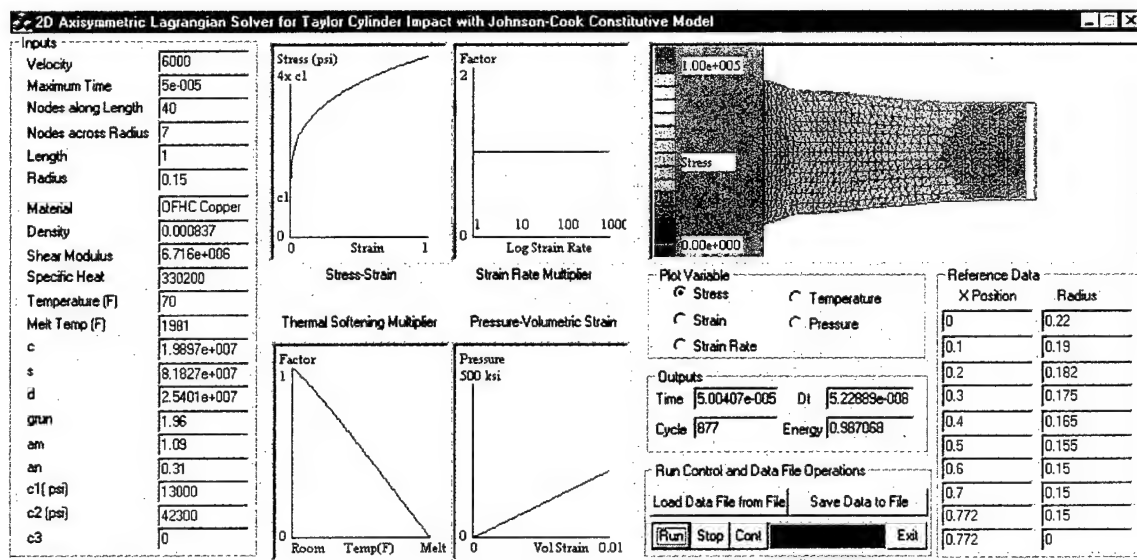 2D Axisymmetric Lagrangian Solver for Taylor Cylinder Impact with Johnson-Cook Constitutive Model
Inputs
Velocity 6000
Maximum Time 5e-005
Nodes along Length 40
Nodes across Radius 7
Length 1
Radius 0.15
Material OFHC Copper
Density 0.000837
Shear Modulus 6.716e+006
Specific Heat 330200
Temperature (F) 70
Melt Temp (F) 1981
c 1.9897e+007
s 8.1827e+007
d 2.5401e+007
grun 1.96
am 1.09
an 0.31
c1( psi) 13000
c2 (psi) 42300
c3 0
Stress (psi)
4x c1
c1
0
0 Strain 1
Stress-Strain
Factor
2
0
1 10 100 1000
Log Strain Rate
Strain Rate Multiplier
Thermal Softening Multiplier
Factor
1
0
Room Temp(F) Melt
Pressure-Volumetric Strain
Pressure
500 ksi
0
0 Vol Strain 0.01
1.00e+005
Stress
0.00e+000
Plot Variable
Stress Temperature
Strain Pressure
Strain Rate
Outputs
Time 5.00407e-005 Dt 5.22889e-008
Cycle 877 Energy 0.987068
Run Control and Data File Operations
Load Data File from File Save Data to File
Run Stop Cont Exit
Reference Data
X Position Radius
0 0.22
0.1 0.19
0.2 0.182
0.3 0.175
0.4 0.165
0.5 0.155
0.6 0.15
0.7 0.15
0.772 0.15
0.772 0